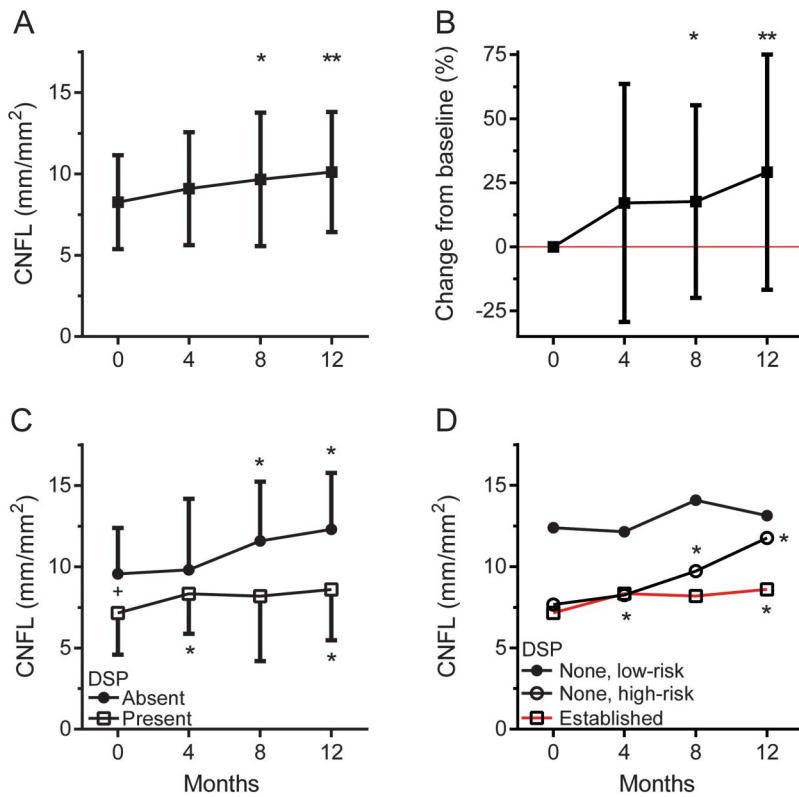 A
CNFL (mm/mm²)
15
10
5
0
* **
0 4 8 12
B
Change from baseline (%)
75
50
25
0
-25
* **
0 4 8 12
C
CNFL (mm/mm²)
15
10
5
0
* *
+
* *
DSP
Absent
Present
0 4 8 12
Months
D
CNFL (mm/mm²)
15
10
5
0
* *
* *
DSP
None, low-risk
None, high-risk
Established
0 4 8 12
Months